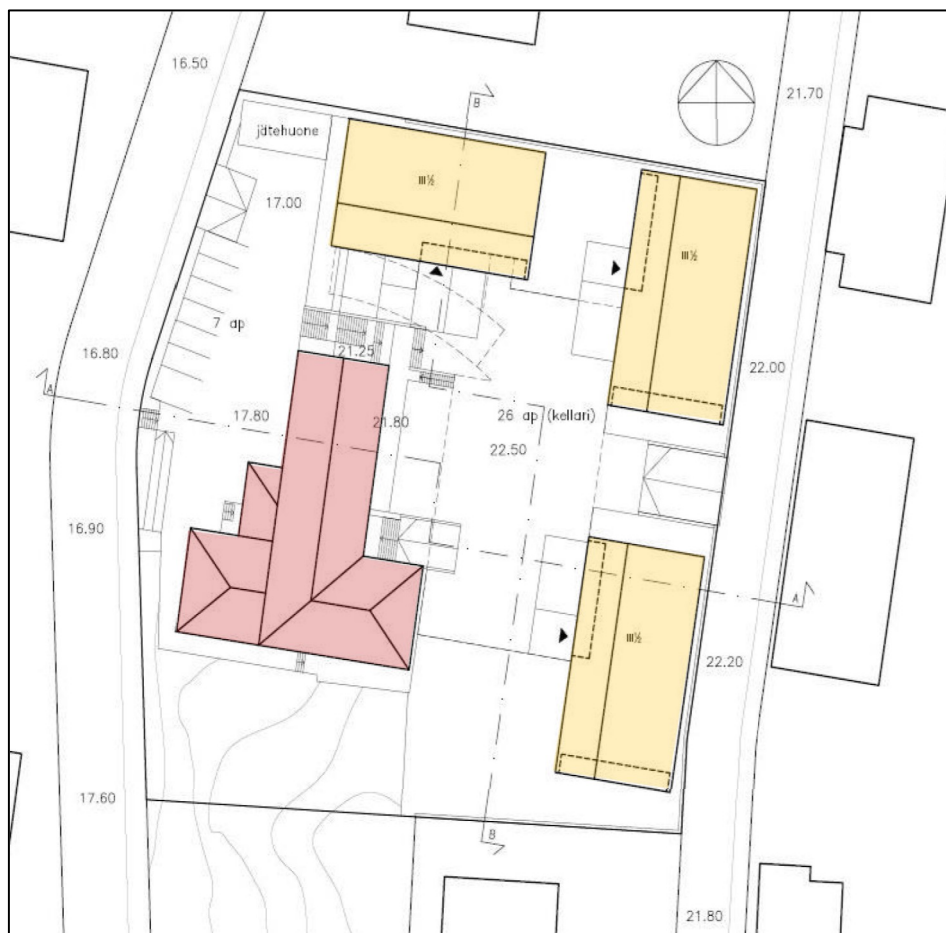 16.50
21.70
B
jätehuone
III½
17.00
III½
7 ap
21.25
16.80
22.00
A
17.80
21.80
26 ap (kellari)
22.50
16.90
A
III½
22.20
17.60
B
21.80